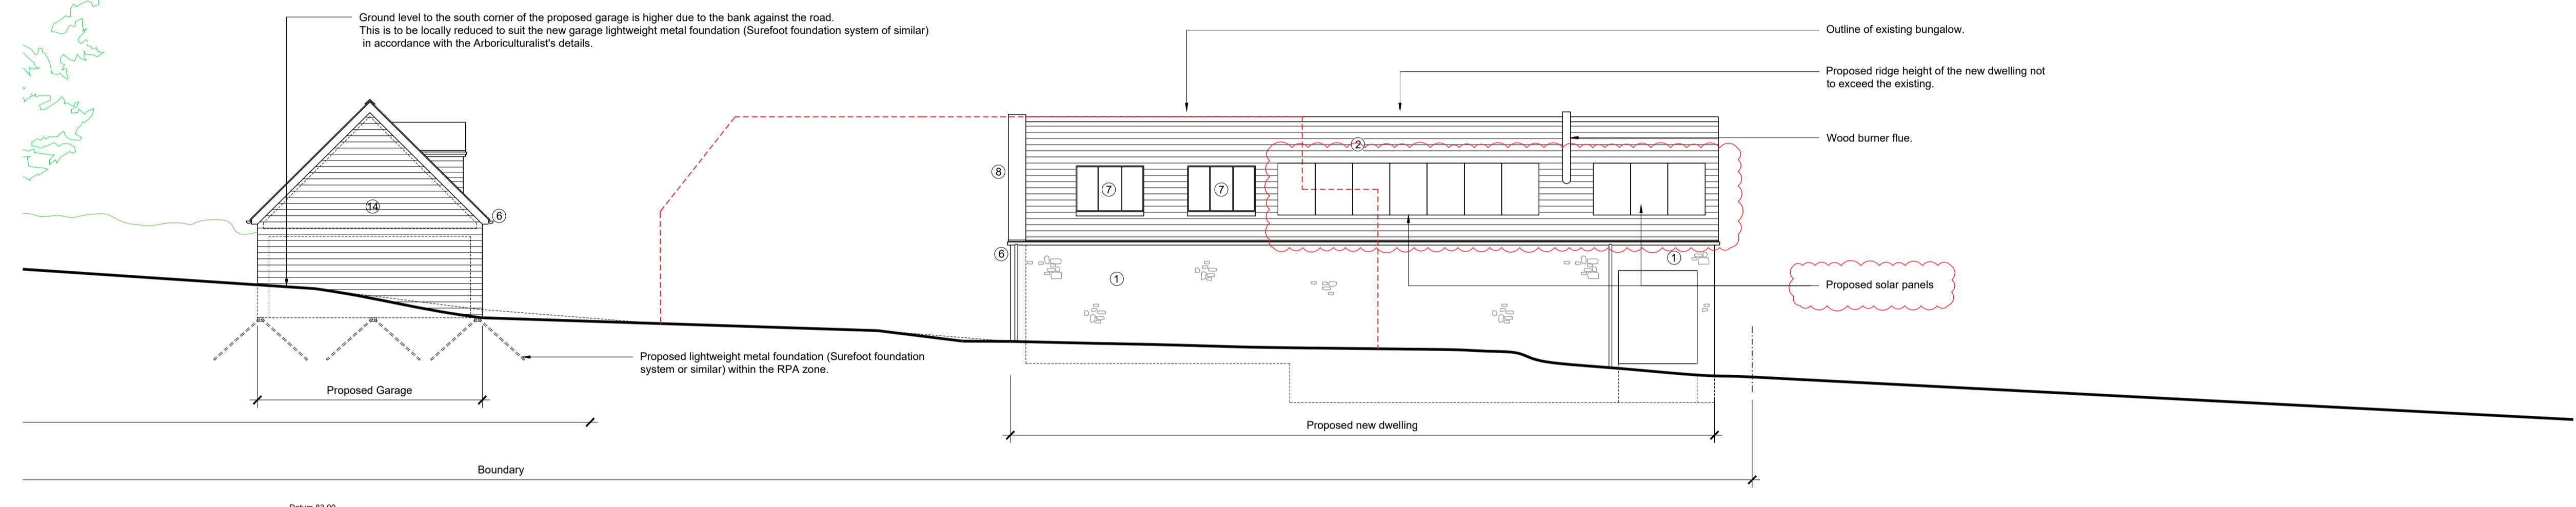 Ground level to the south corner of the proposed garage is higher due to the bank against the road.
This is to be locally reduced to suit the new garage lightweight metal foundation (Surefoot foundation system of similar)
in accordance with the Arboriculturalist's details.
Outline of existing bungalow.
Proposed ridge height of the new dwelling not
to exceed the existing.
Wood burner flue.
2
8
7
7
14
6
6
1
1
Proposed solar panels
Proposed lightweight metal foundation (Surefoot foundation
system or similar) within the RPA zone.
Proposed Garage
Proposed new dwelling
Boundary
Datum 83.00